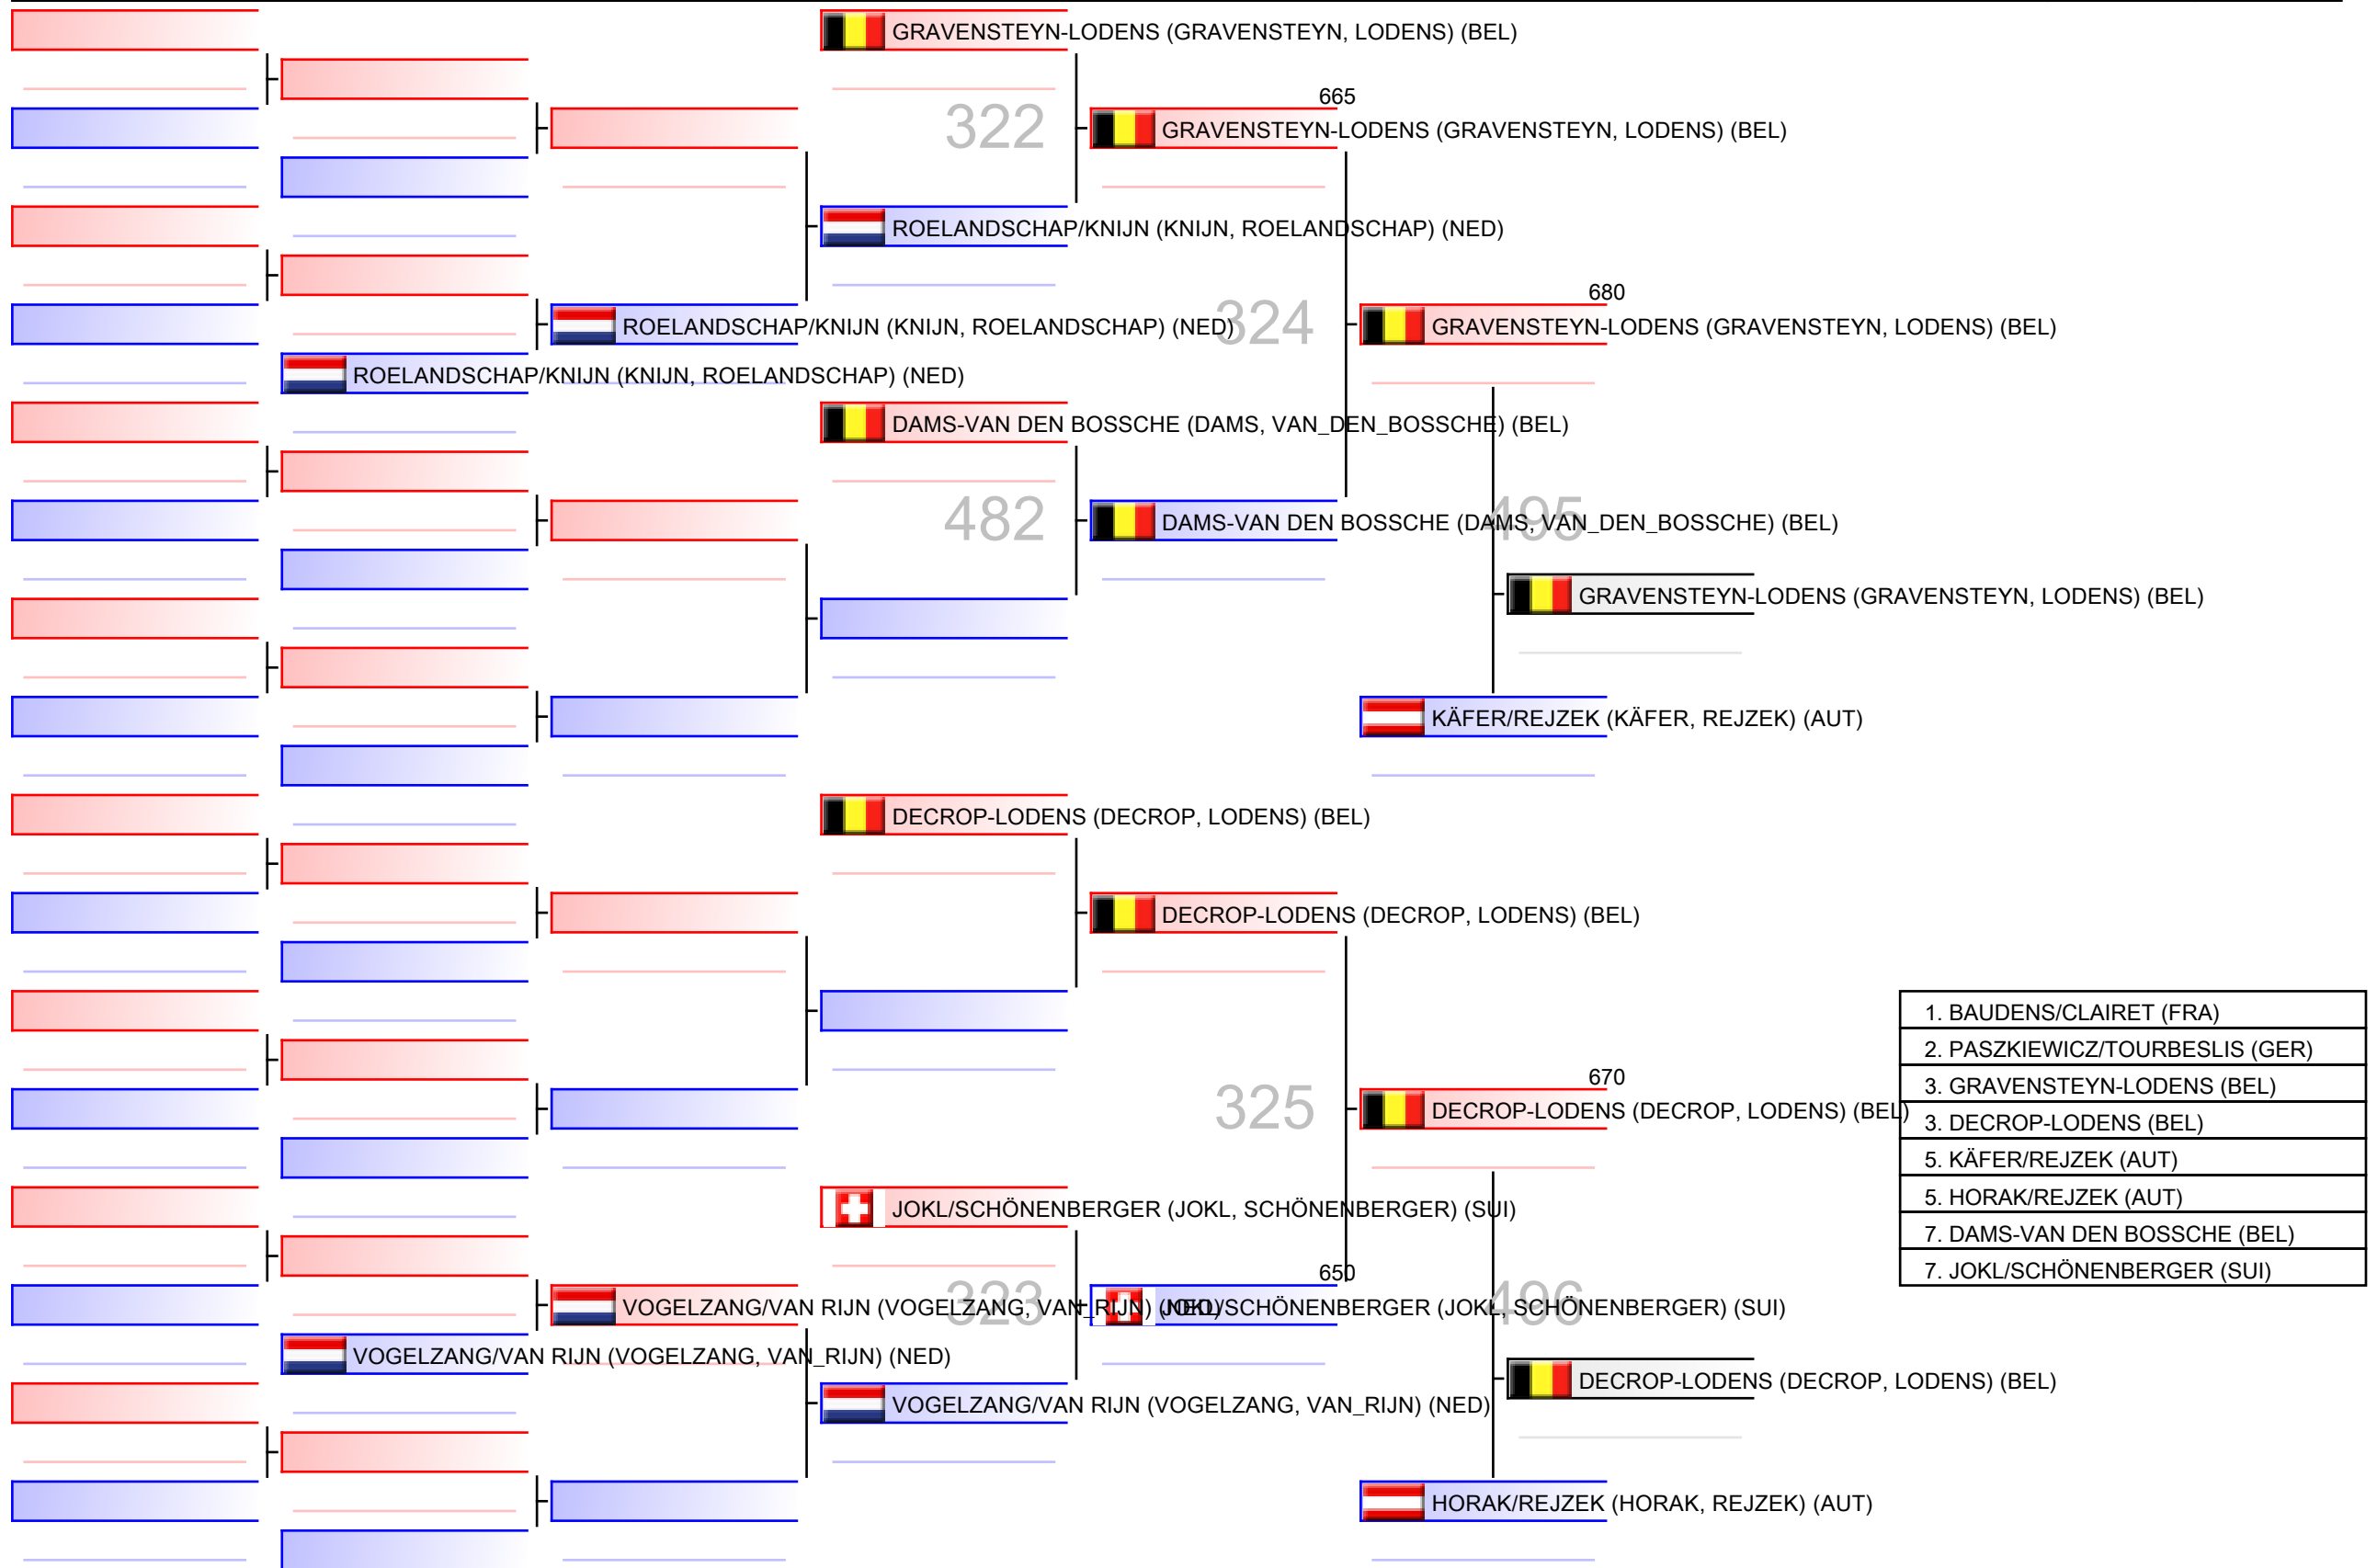 GRAVENSTEYN-LODENS (GRAVENSTEYN, LODENS) (BEL)
665
322
GRAVENSTEYN-LODENS (GRAVENSTEYN, LODENS) (BEL)
ROELANDSCHAP/KNIJN (KNIJN, ROELANDSCHAP) (NED)
680
ROELANDSCHAP/KNIJN (KNIJN, ROELANDSCHAP) (NED)
324
GRAVENSTEYN-LODENS (GRAVENSTEYN, LODENS) (BEL)
ROELANDSCHAP/KNIJN (KNIJN, ROELANDSCHAP) (NED)
DAMS-VAN DEN BOSSCHE (DAMS, VAN_DEN_BOSSCHE) (BEL)
482
DAMS-VAN DEN BOSSCHE (DAMS, VAN_DEN_BOSSCHE) (BEL)
495
GRAVENSTEYN-LODENS (GRAVENSTEYN, LODENS) (BEL)
KÄFER/REJZEK (KÄFER, REJZEK) (AUT)
DECROP-LODENS (DECROP, LODENS) (BEL)
DECROP-LODENS (DECROP, LODENS) (BEL)
670
325
DECROP-LODENS (DECROP, LODENS) (BEL)
JOKL/SCHÖNENBERGER (JOKL, SCHÖNENBERGER) (SUI)
650
VOGELZANG/VAN RIJN (VOGELZANG, VAN_RIJN) (NED)
323
JOKL/SCHÖNENBERGER (JOKL, SCHÖNENBERGER) (SUI)
496
VOGELZANG/VAN RIJN (VOGELZANG, VAN_RIJN) (NED)
DECROP-LODENS (DECROP, LODENS) (BEL)
VOGELZANG/VAN RIJN (VOGELZANG, VAN_RIJN) (NED)
HORAK/REJZEK (HORAK, REJZEK) (AUT)
1. BAUDENS/CLAIRET (FRA)
2. PASZKIEWICZ/TOURBESLIS (GER)
3. GRAVENSTEYN-LODENS (BEL)
3. DECROP-LODENS (BEL)
5. KÄFER/REJZEK (AUT)
5. HORAK/REJZEK (AUT)
7. DAMS-VAN DEN BOSSCHE (BEL)
7. JOKL/SCHÖNENBERGER (SUI)